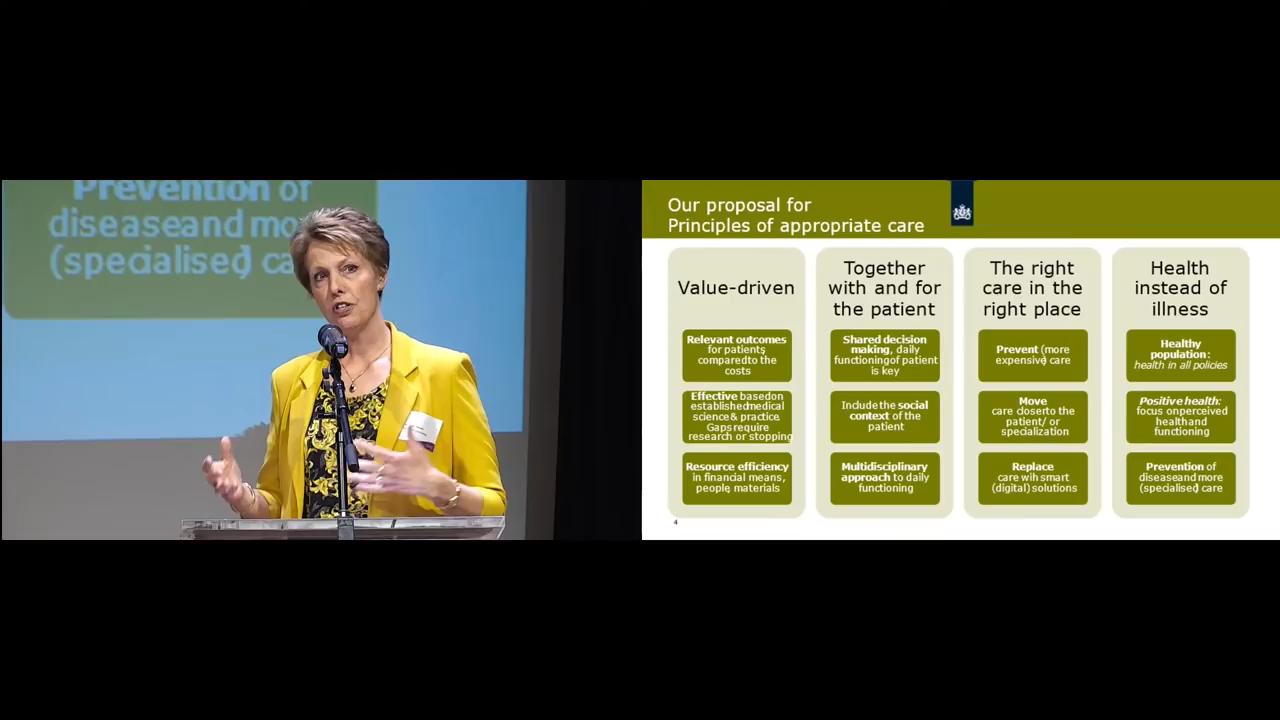 Prevention of
diseaseand mo
(specialised) ca
Our proposal for
Principles of appropriate care
Value-driven
Relevant outcomes
for patients,
comparedto the
costs
Effective basedon
establishedmedical
science& practice.
Gaps require
research or stopping
Resource efficiency
in financial means,
people, materials
Together
with and for
the patient
Shared decision
making, daily
functioningof patient
is key
Include the social
context of the
patient
Multidisciplinary
approach to daily
functioning
The right
care in the
right place
Prevent (more
expensive) care
Move
care closerto the
patient/ or
specialization
Replace
care wih smart
(digital) solutions
Health
instead of
illness
Healthy
population:
health in all policies
Positive health:
focus onperceived
healthand
functioning
Prevention of
diseaseand more
(specialised) care
4